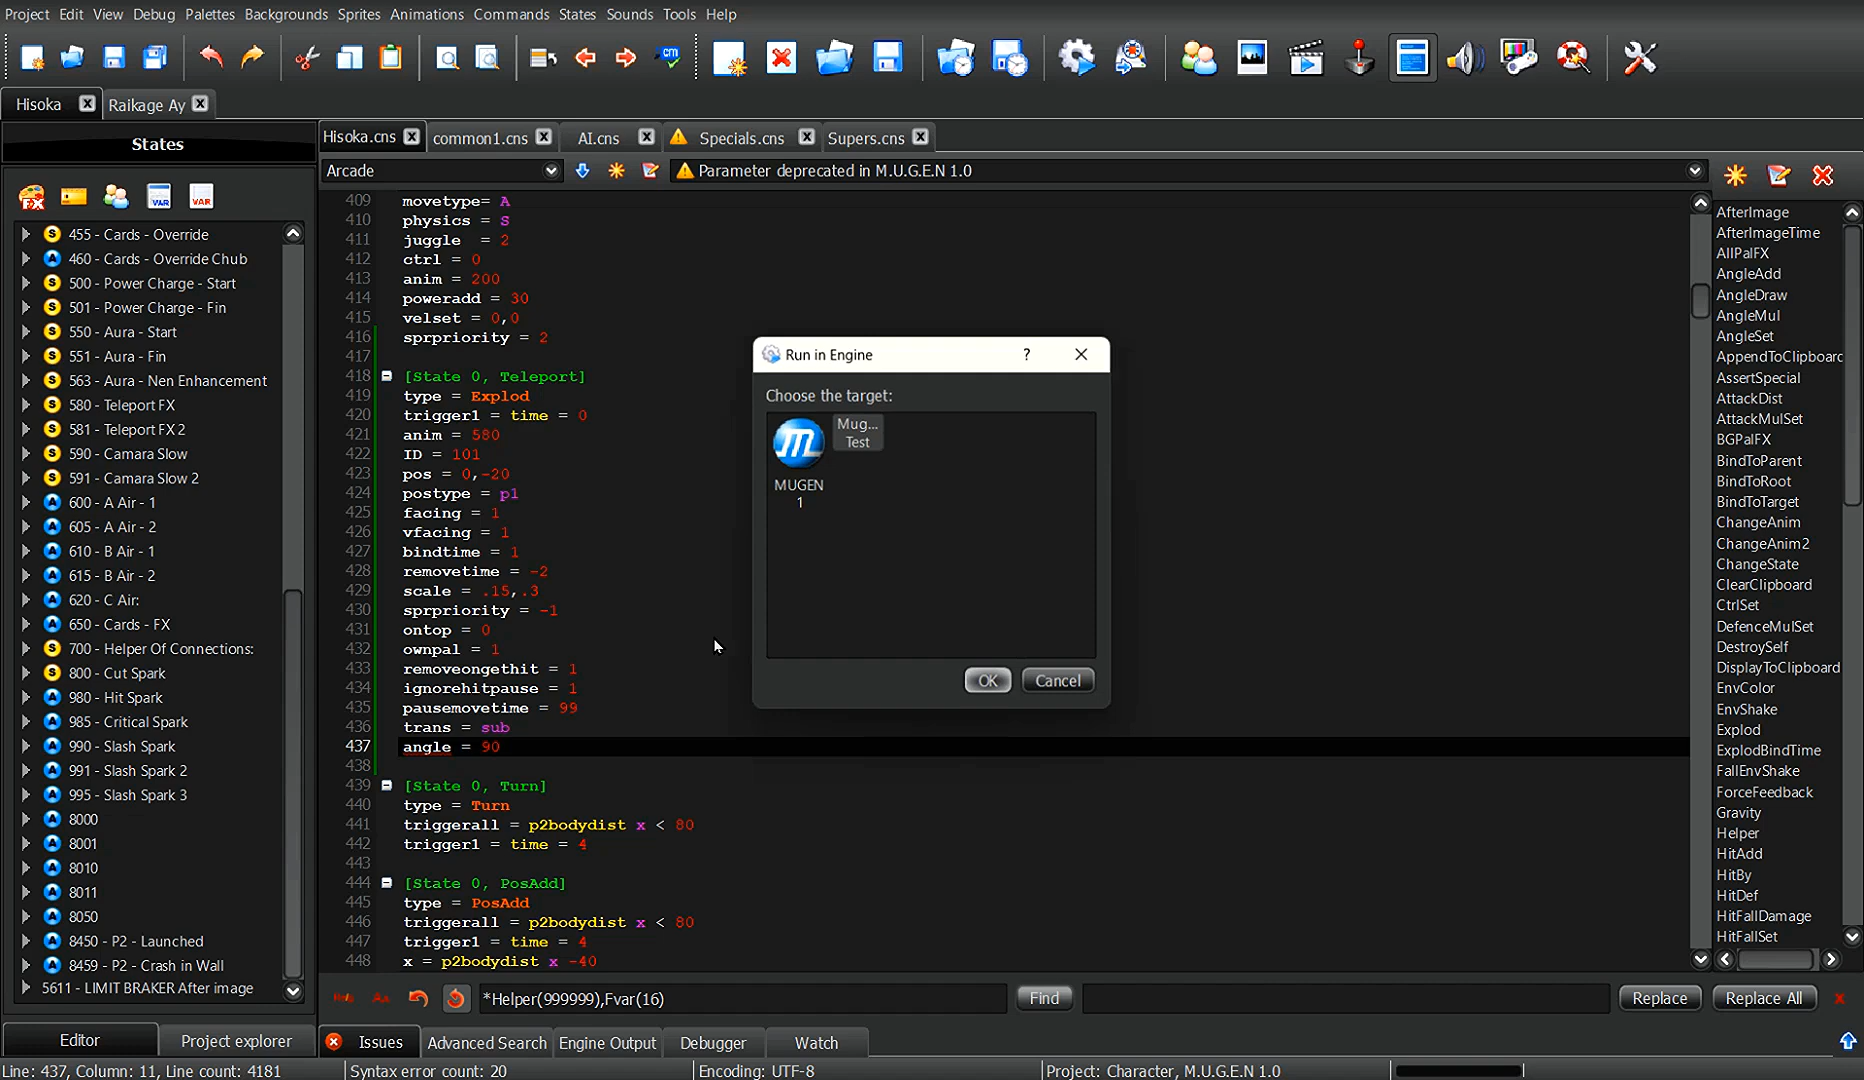 Project Edit View Debug Palettes Backgrounds Sprites Animations Commands States Sounds Tools Help
Hisoka Raikage Ay
States
Hisoka.cns common1.cns AI.cns Specials.cns Supers.cns
Arcade Parameter deprecated in M.U.G.E.N 1.0
455 - Cards - Override
460 - Cards - Override Chub
500 - Power Charge - Start
501 - Power Charge - Fin
550 - Aura - Start
551 - Aura - Fin
563 - Aura - Nen Enhancement
580 - Teleport FX
581 - Teleport FX 2
590 - Camara Slow
591 - Camara Slow 2
600 - A Air - 1
605 - A Air - 2
610 - B Air - 1
615 - B Air - 2
620 - C Air:
650 - Cards - FX
700 - Helper Of Connections:
800 - Cut Spark
980 - Hit Spark
985 - Critical Spark
990 - Slash Spark
991 - Slash Spark 2
995 - Slash Spark 3
8000
8001
8010
8011
8050
8450 - P2 - Launched
8459 - P2 - Crash in Wall
5611 - LIMIT BRAKER After image
Editor Project explorer
409 movetype= A
410 physics = S
411 juggle  = 2
412 ctrl = 0
413 anim = 200
414 poweradd = 30
415 velset = 0,0
416 sprpriority = 2
417
418 [State 0, Teleport]
419 type = Explod
420 trigger1 = time = 0
421 anim = 580
422 ID = 101
423 pos = 0,-20
424 postype = p1
425 facing = 1
426 vfacing = 1
427 bindtime = 1
428 removetime = -2
429 scale = .15,.3
430 sprpriority = -1
431 ontop = 0
432 ownpal = 1
433 removeongethit = 1
434 ignorehitpause = 1
435 pausemovetime = 99
436 trans = sub
437 angle = 90
438
439 [State 0, Turn]
440 type = Turn
441 triggerall = p2bodydist x < 80
442 trigger1 = time = 4
443
444 [State 0, PosAdd]
445 type = PosAdd
446 triggerall = p2bodydist x < 80
447 trigger1 = time = 4
448 x = p2bodydist x -40
Run in Engine ?
Choose the target:
MUGEN
1
Mug...
Test
OK Cancel
AfterImage
AfterImageTime
AllPalFX
AngleAdd
AngleDraw
AngleMul
AngleSet
AppendToClipboard
AssertSpecial
AttackDist
AttackMulSet
BGPalFX
BindToParent
BindToRoot
BindToTarget
ChangeAnim
ChangeAnim2
ChangeState
ClearClipboard
CtrlSet
DefenceMulSet
DestroySelf
DisplayToClipboard
EnvColor
EnvShake
Explod
ExplodBindTime
FallEnvShake
ForceFeedback
Gravity
Helper
HitAdd
HitBy
HitDef
HitFallDamage
HitFallSet
*Helper(999999),Fvar(16) Find Replace Replace All
Issues Advanced Search Engine Output Debugger Watch
Line: 437, Column: 11, Line count: 4181 Syntax error count: 20 Encoding: UTF-8 Project: Character, M.U.G.E.N 1.0